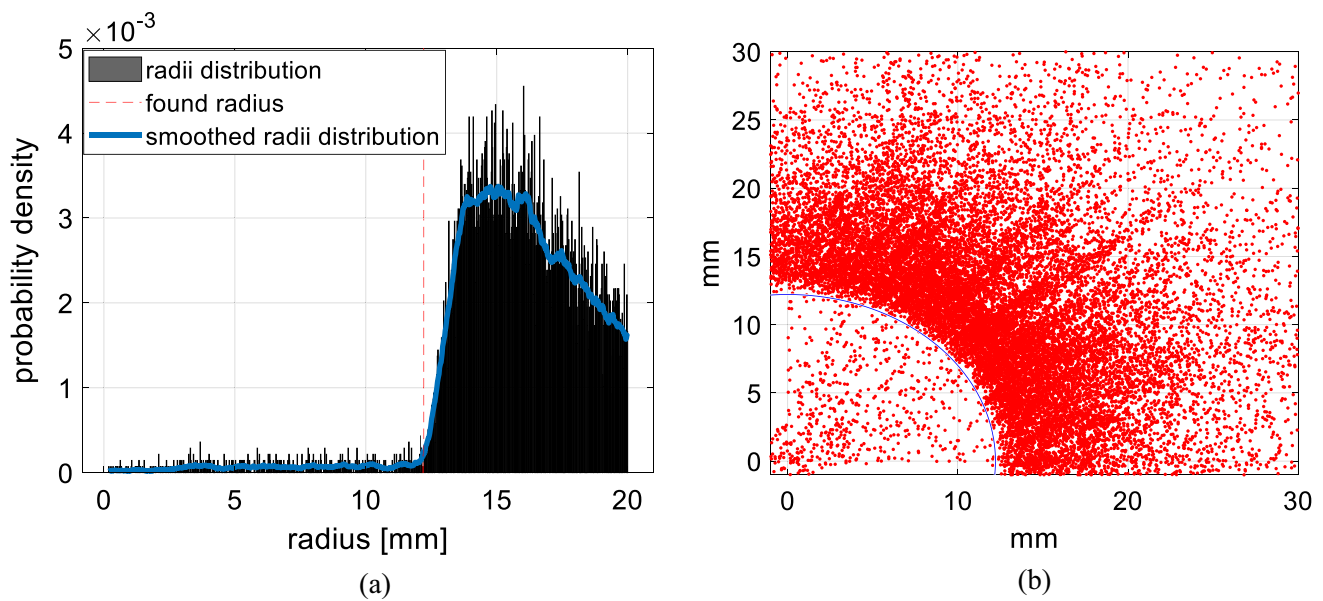 ×10-3
5
4
3
2
1
0
probability density
radii distribution
found radius
smoothed radii distribution
0 5 10 15 20
radius [mm]
(a)
30
25
20
15
10
5
0
mm
0 10 20 30
mm
(b)